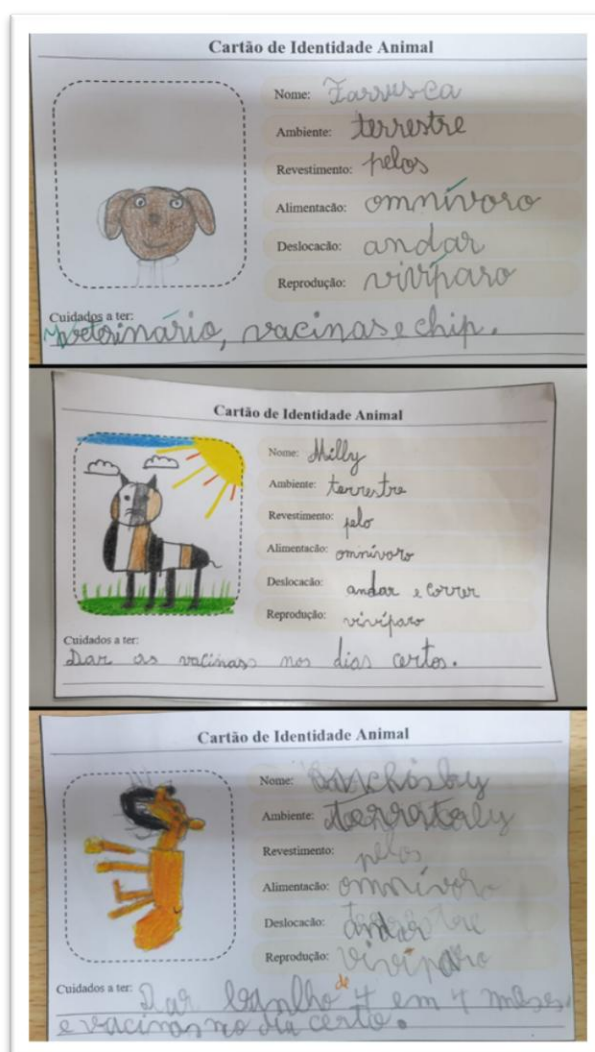 Cartão de Identidade Animal
Nome: Farrusca
Ambiente: terrestre
Revestimento: pelos
Alimentação: omnívoro
Deslocação: andar
Reprodução: vivíparo
Cuidados a ter:
veterinário, vacinas e chip.
Cartão de Identidade Animal
Nome: Milly
Ambiente: terrestre
Revestimento: pelo
Alimentação: omnívoro
Deslocação: andar e correr
Reprodução: vivíparo
Cuidados a ter:
Dar as vacinas nos dias certos.
Cartão de Identidade Animal
Nome:
Ambiente:
Revestimento: pelos
Alimentação: omnívoro
Deslocação: andar
Reprodução: vivíparo
Cuidados a ter: Dar banho de 4 em 4 meses
e vacinas no dia certo.